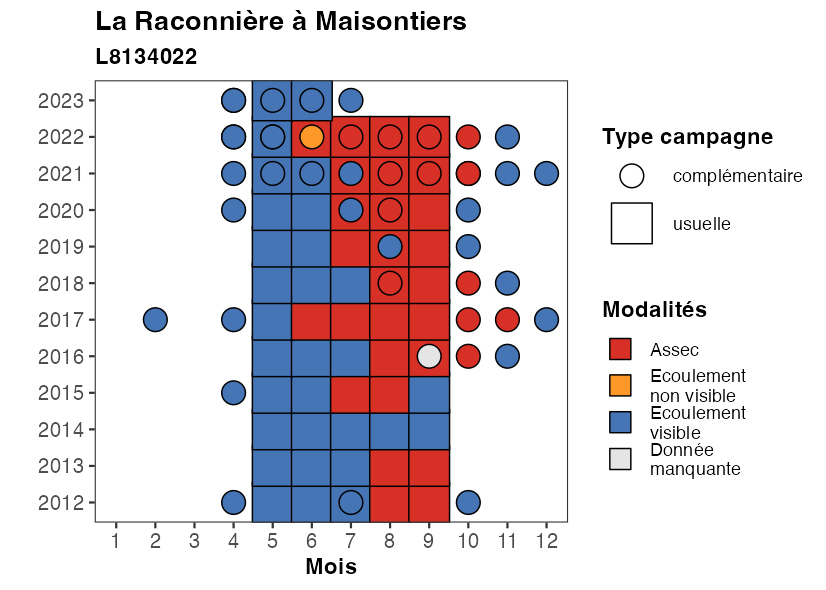 La Raconnière à Maisontiers
L8134022
2023
2022
2021
2020
2019
2018
2017
2016
2015
2014
2013
2012
1 2 3 4 5 6 7 8 9 10 11 12
Mois
Type campagne
complémentaire
usuelle
Modalités
Assec
Ecoulement
non visible
Ecoulement
visible
Donnée
manquante